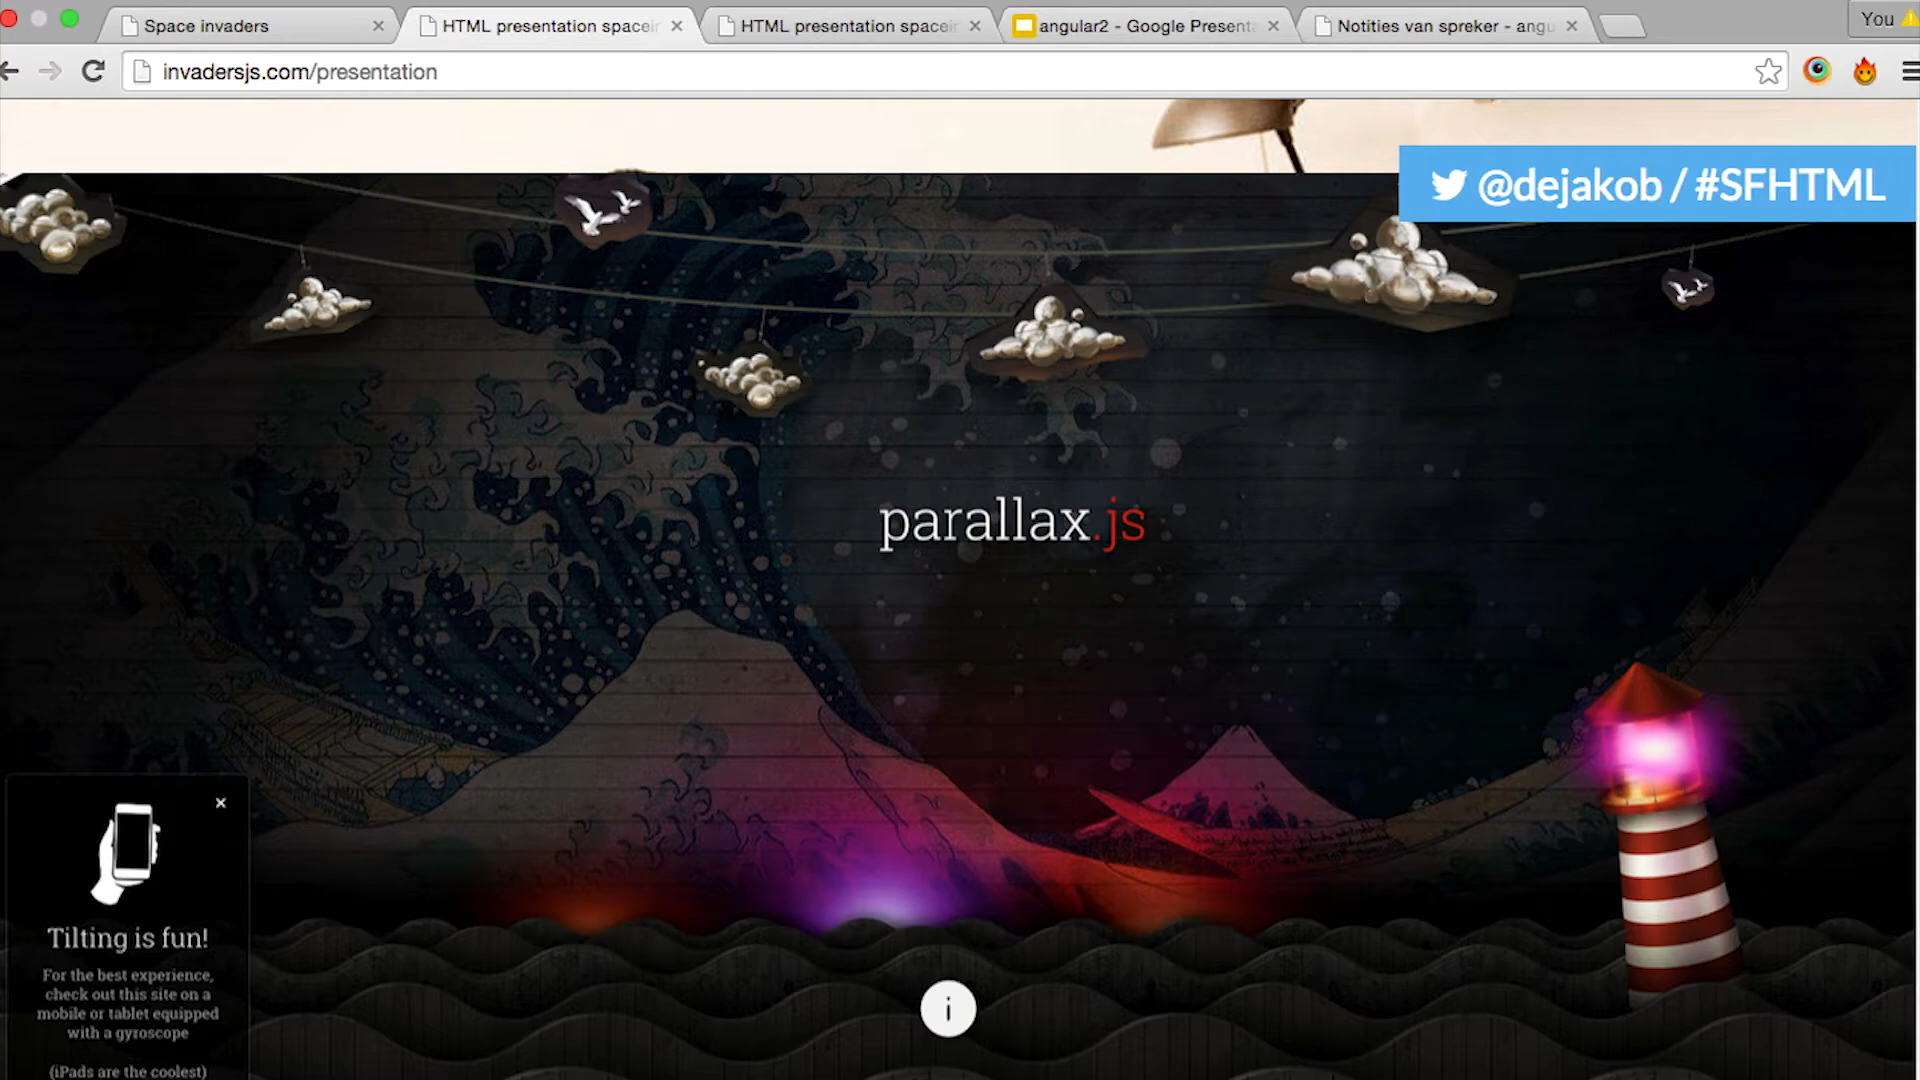 Space invaders
HTML presentation spacein
HTML presentation spacein
angular2 - Google Present
Notities van spreker - angu
You
invadersjs.com/presentation
@dejakob / #SFHTML
parallax.js
Tilting is fun!
For the best experience,
check out this site on a
mobile or tablet equipped
with a gyroscope
(iPads are the coolest)
i